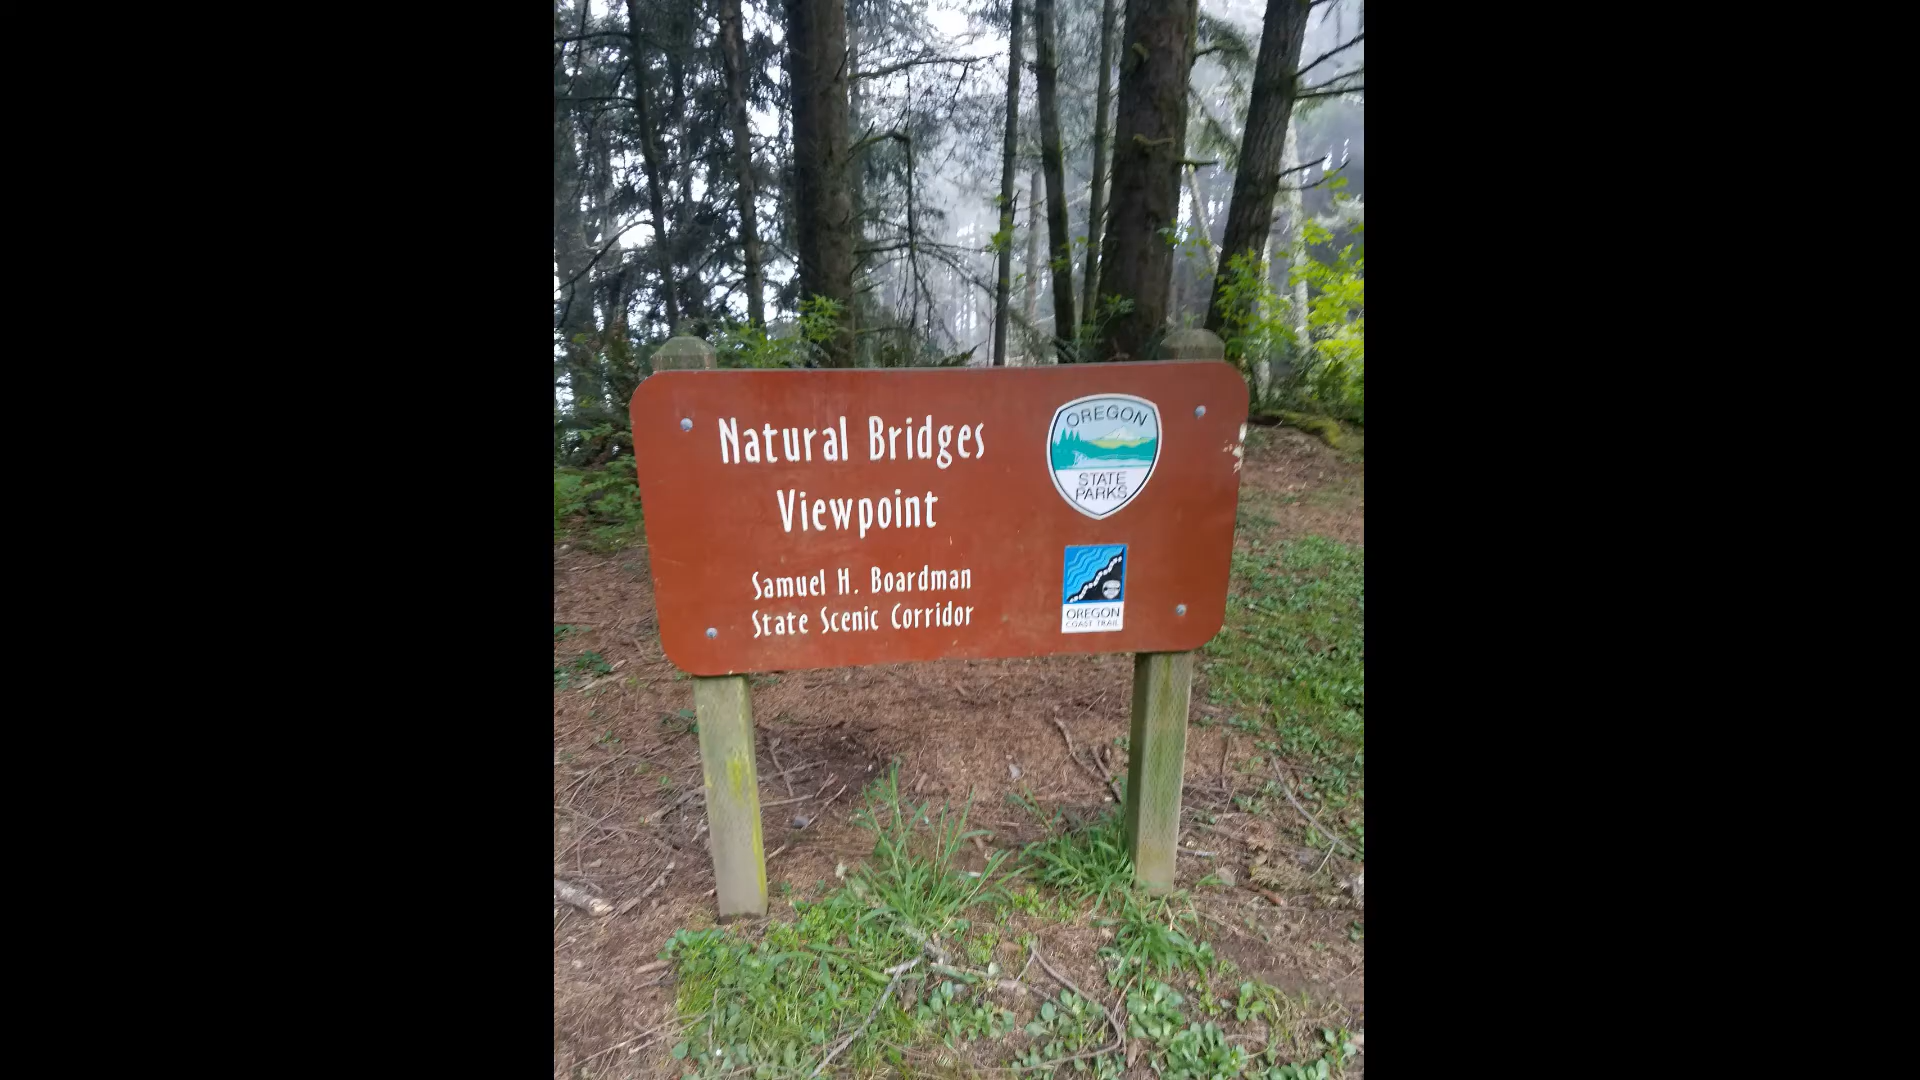 Natural Bridges
Viewpoint
Samuel H. Boardman
State Scenic Corridor
OREGON
STATE
PARKS
OREGON
COAST TRAIL